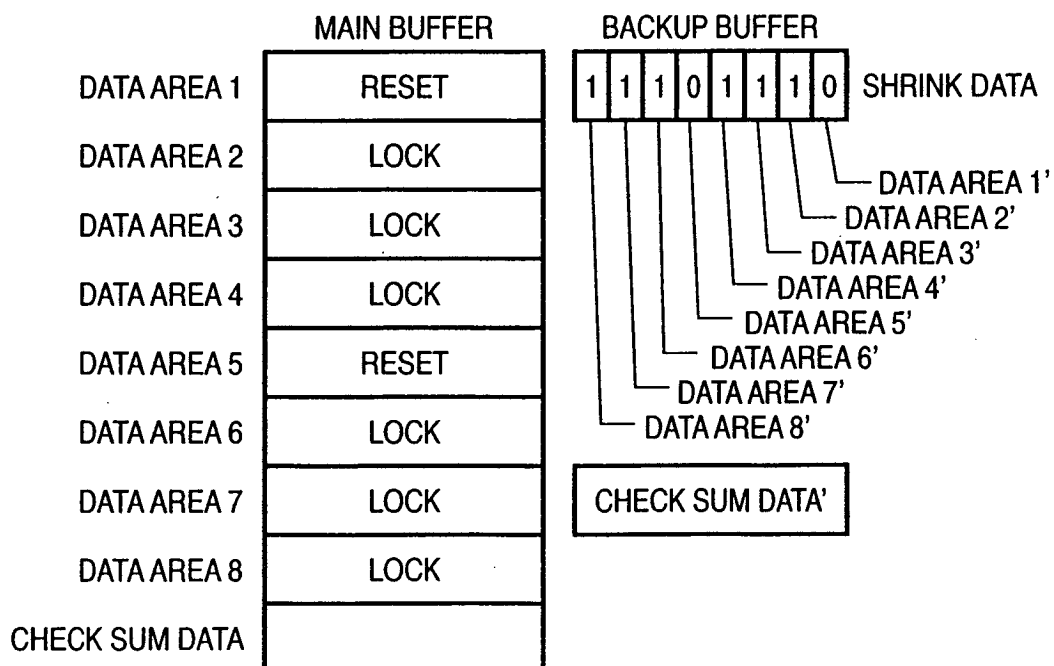 MAIN BUFFER
BACKUP BUFFER
DATA AREA 1 RESET
1 1 1 0 1 1 1 0 SHRINK DATA
DATA AREA 2 LOCK
DATA AREA 1'
DATA AREA 3 LOCK
DATA AREA 2'
DATA AREA 3'
DATA AREA 4 LOCK
DATA AREA 4'
DATA AREA 5'
DATA AREA 5 RESET
DATA AREA 6'
DATA AREA 7'
DATA AREA 6 LOCK
DATA AREA 8'
DATA AREA 7 LOCK
CHECK SUM DATA'
DATA AREA 8 LOCK
CHECK SUM DATA